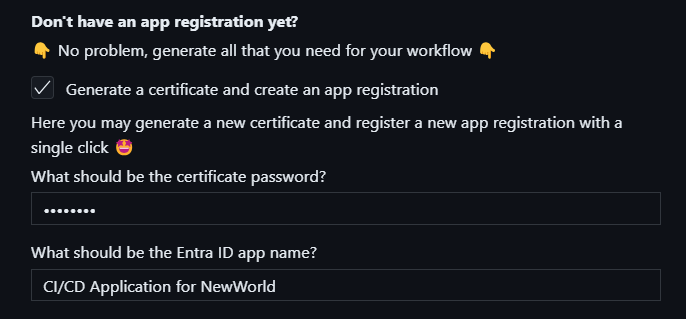 Don't have an app registration yet?
👇 No problem, generate all that you need for your workflow 👇
Generate a certificate and create an app registration
Here you may generate a new certificate and register a new app registration with a
single click 🤩
What should be the certificate password?
••••••••
What should be the Entra ID app name?
CI/CD Application for NewWorld